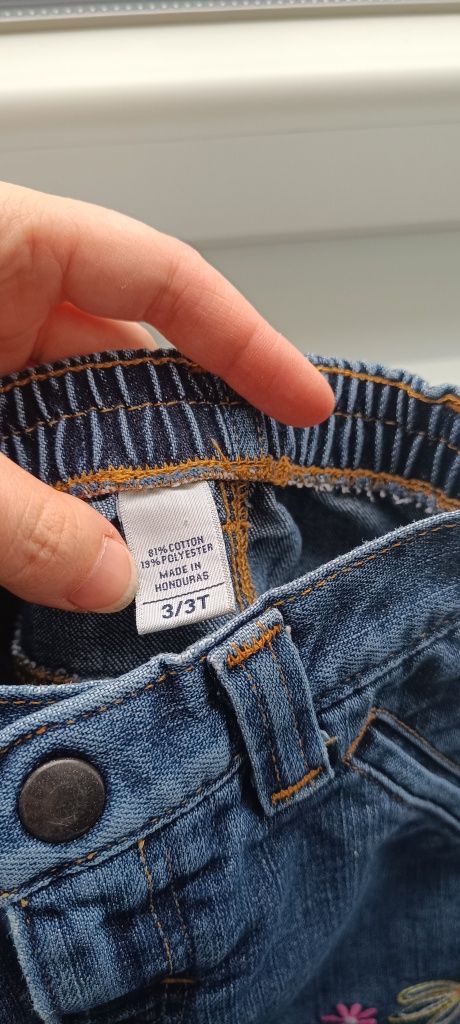 81% COTTON
19% POLYESTER
MADE IN
HONDURAS
3/3T